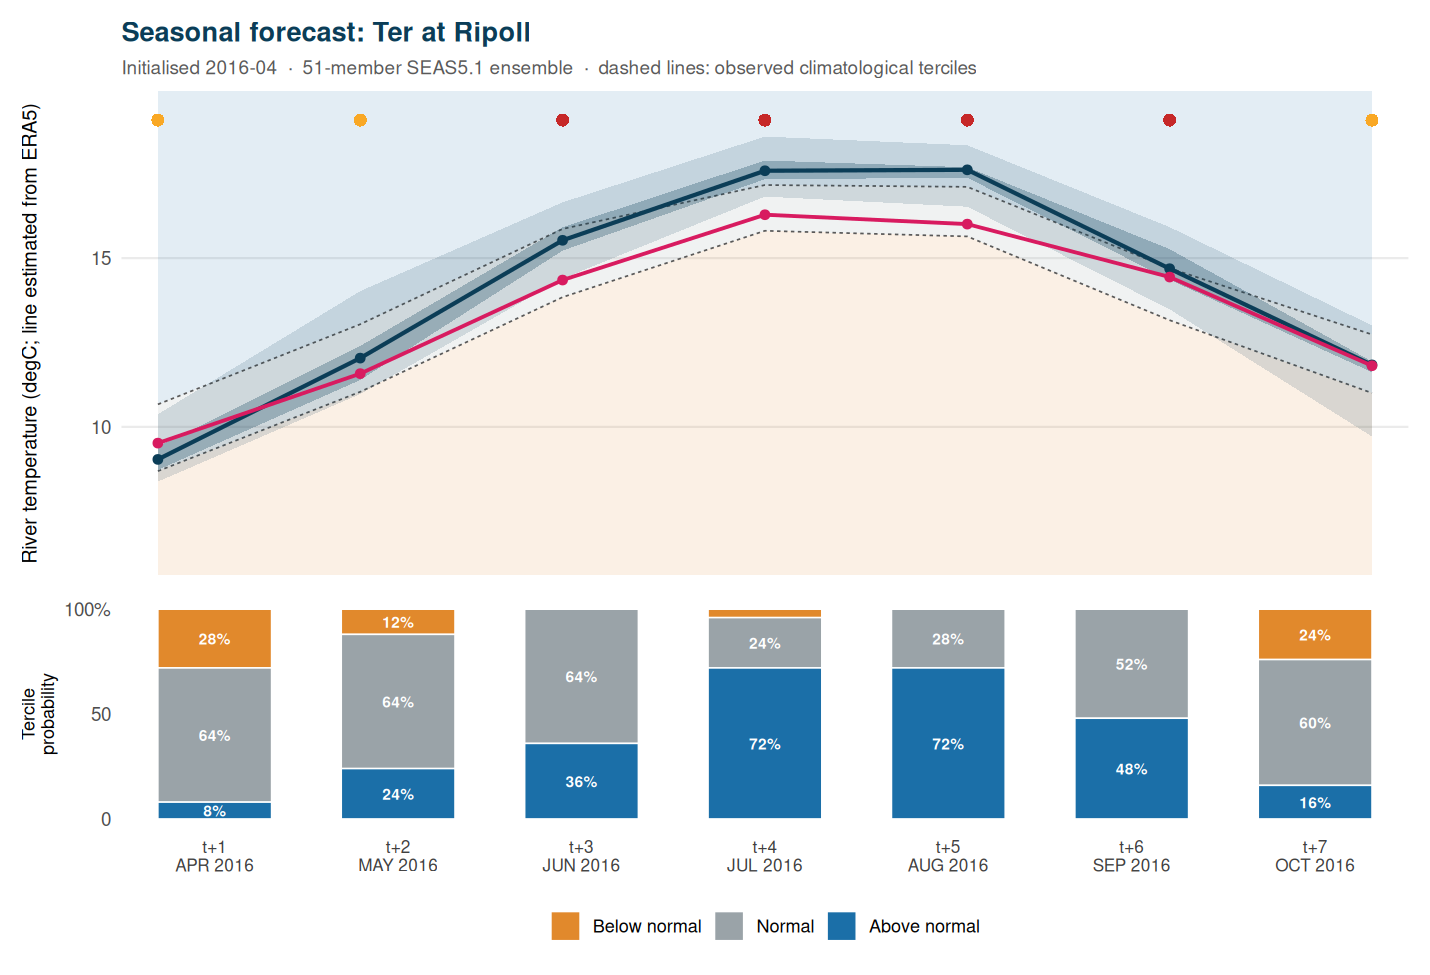 Seasonal forecast: Ter at Ripoll
Initialised 2016-04 · 51-member SEAS5.1 ensemble · dashed lines: observed climatological terciles
River temperature (degC; line estimated from ERA5)
15
10
100%
50
0
Tercile
probability
28%
64%
8%
12%
64%
24%
64%
36%
24%
72%
28%
72%
52%
48%
24%
60%
16%
t+1
APR 2016
t+2
MAY 2016
t+3
JUN 2016
t+4
JUL 2016
t+5
AUG 2016
t+6
SEP 2016
t+7
OCT 2016
Below normal
Normal
Above normal